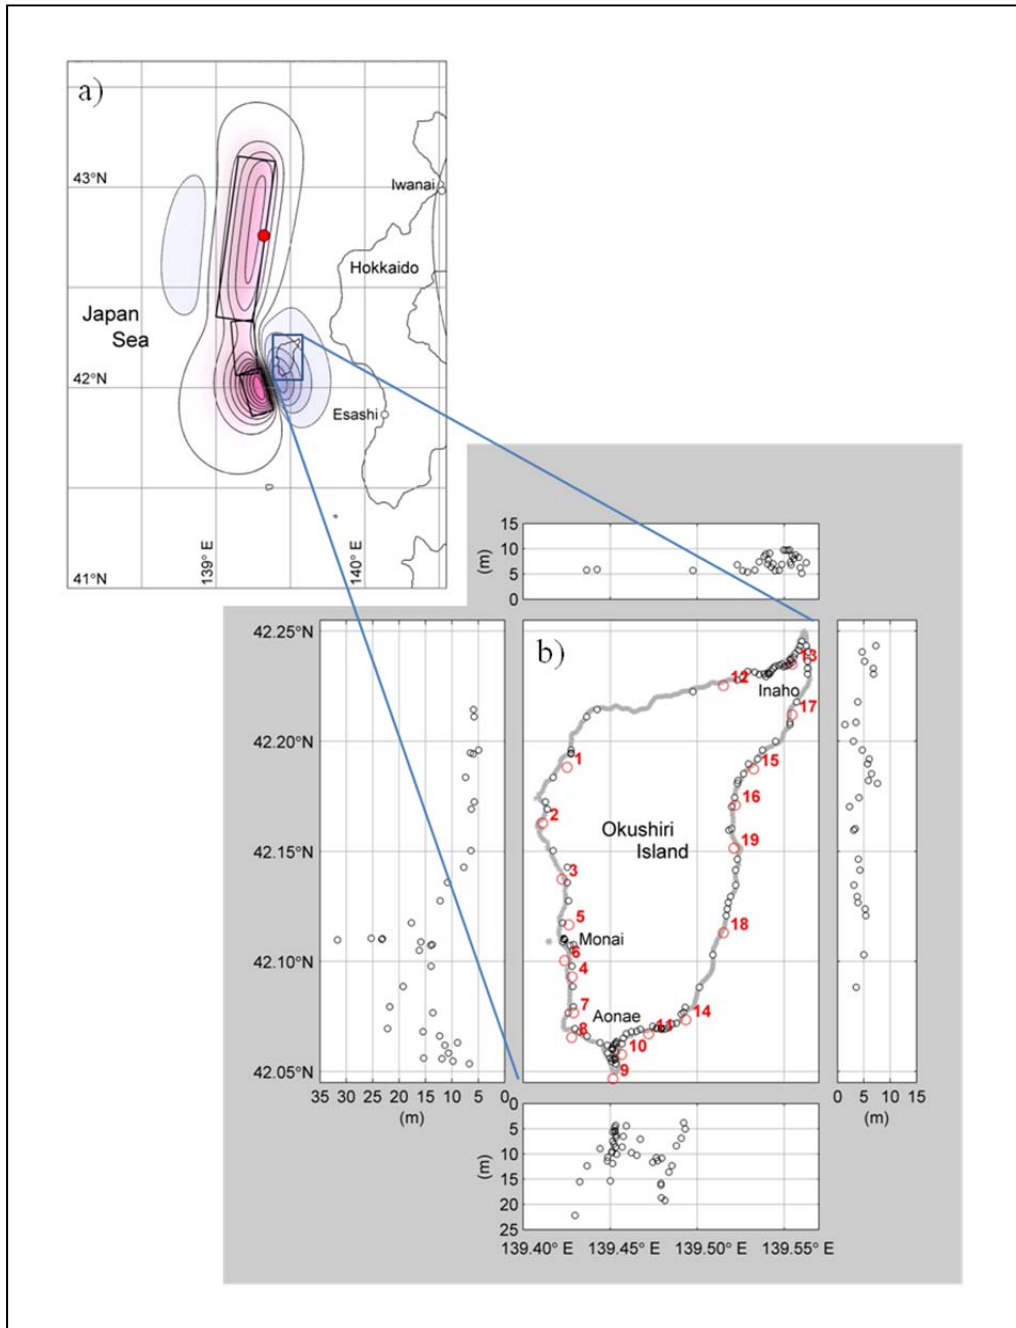 a)
43°N
Iwanai
Hokkaido
Japan
Sea
42°N
Esashi
139° E
140° E
41°N
15
10
5
0
(m)
42.25°N
42.20°N
42.15°N
42.10°N
42.05°N
35 30 25 20 15 10 5 0
(m)
b)
13
12
Inaho
17
1
15
16
2
Okushiri
Island
19
3
5
18
Monai
6
4
7
Aonae
14
8
11
10
9
0 5 10 15
(m)
0
5
10
15
20
25
(m)
139.40° E 139.45° E 139.50° E 139.55° E